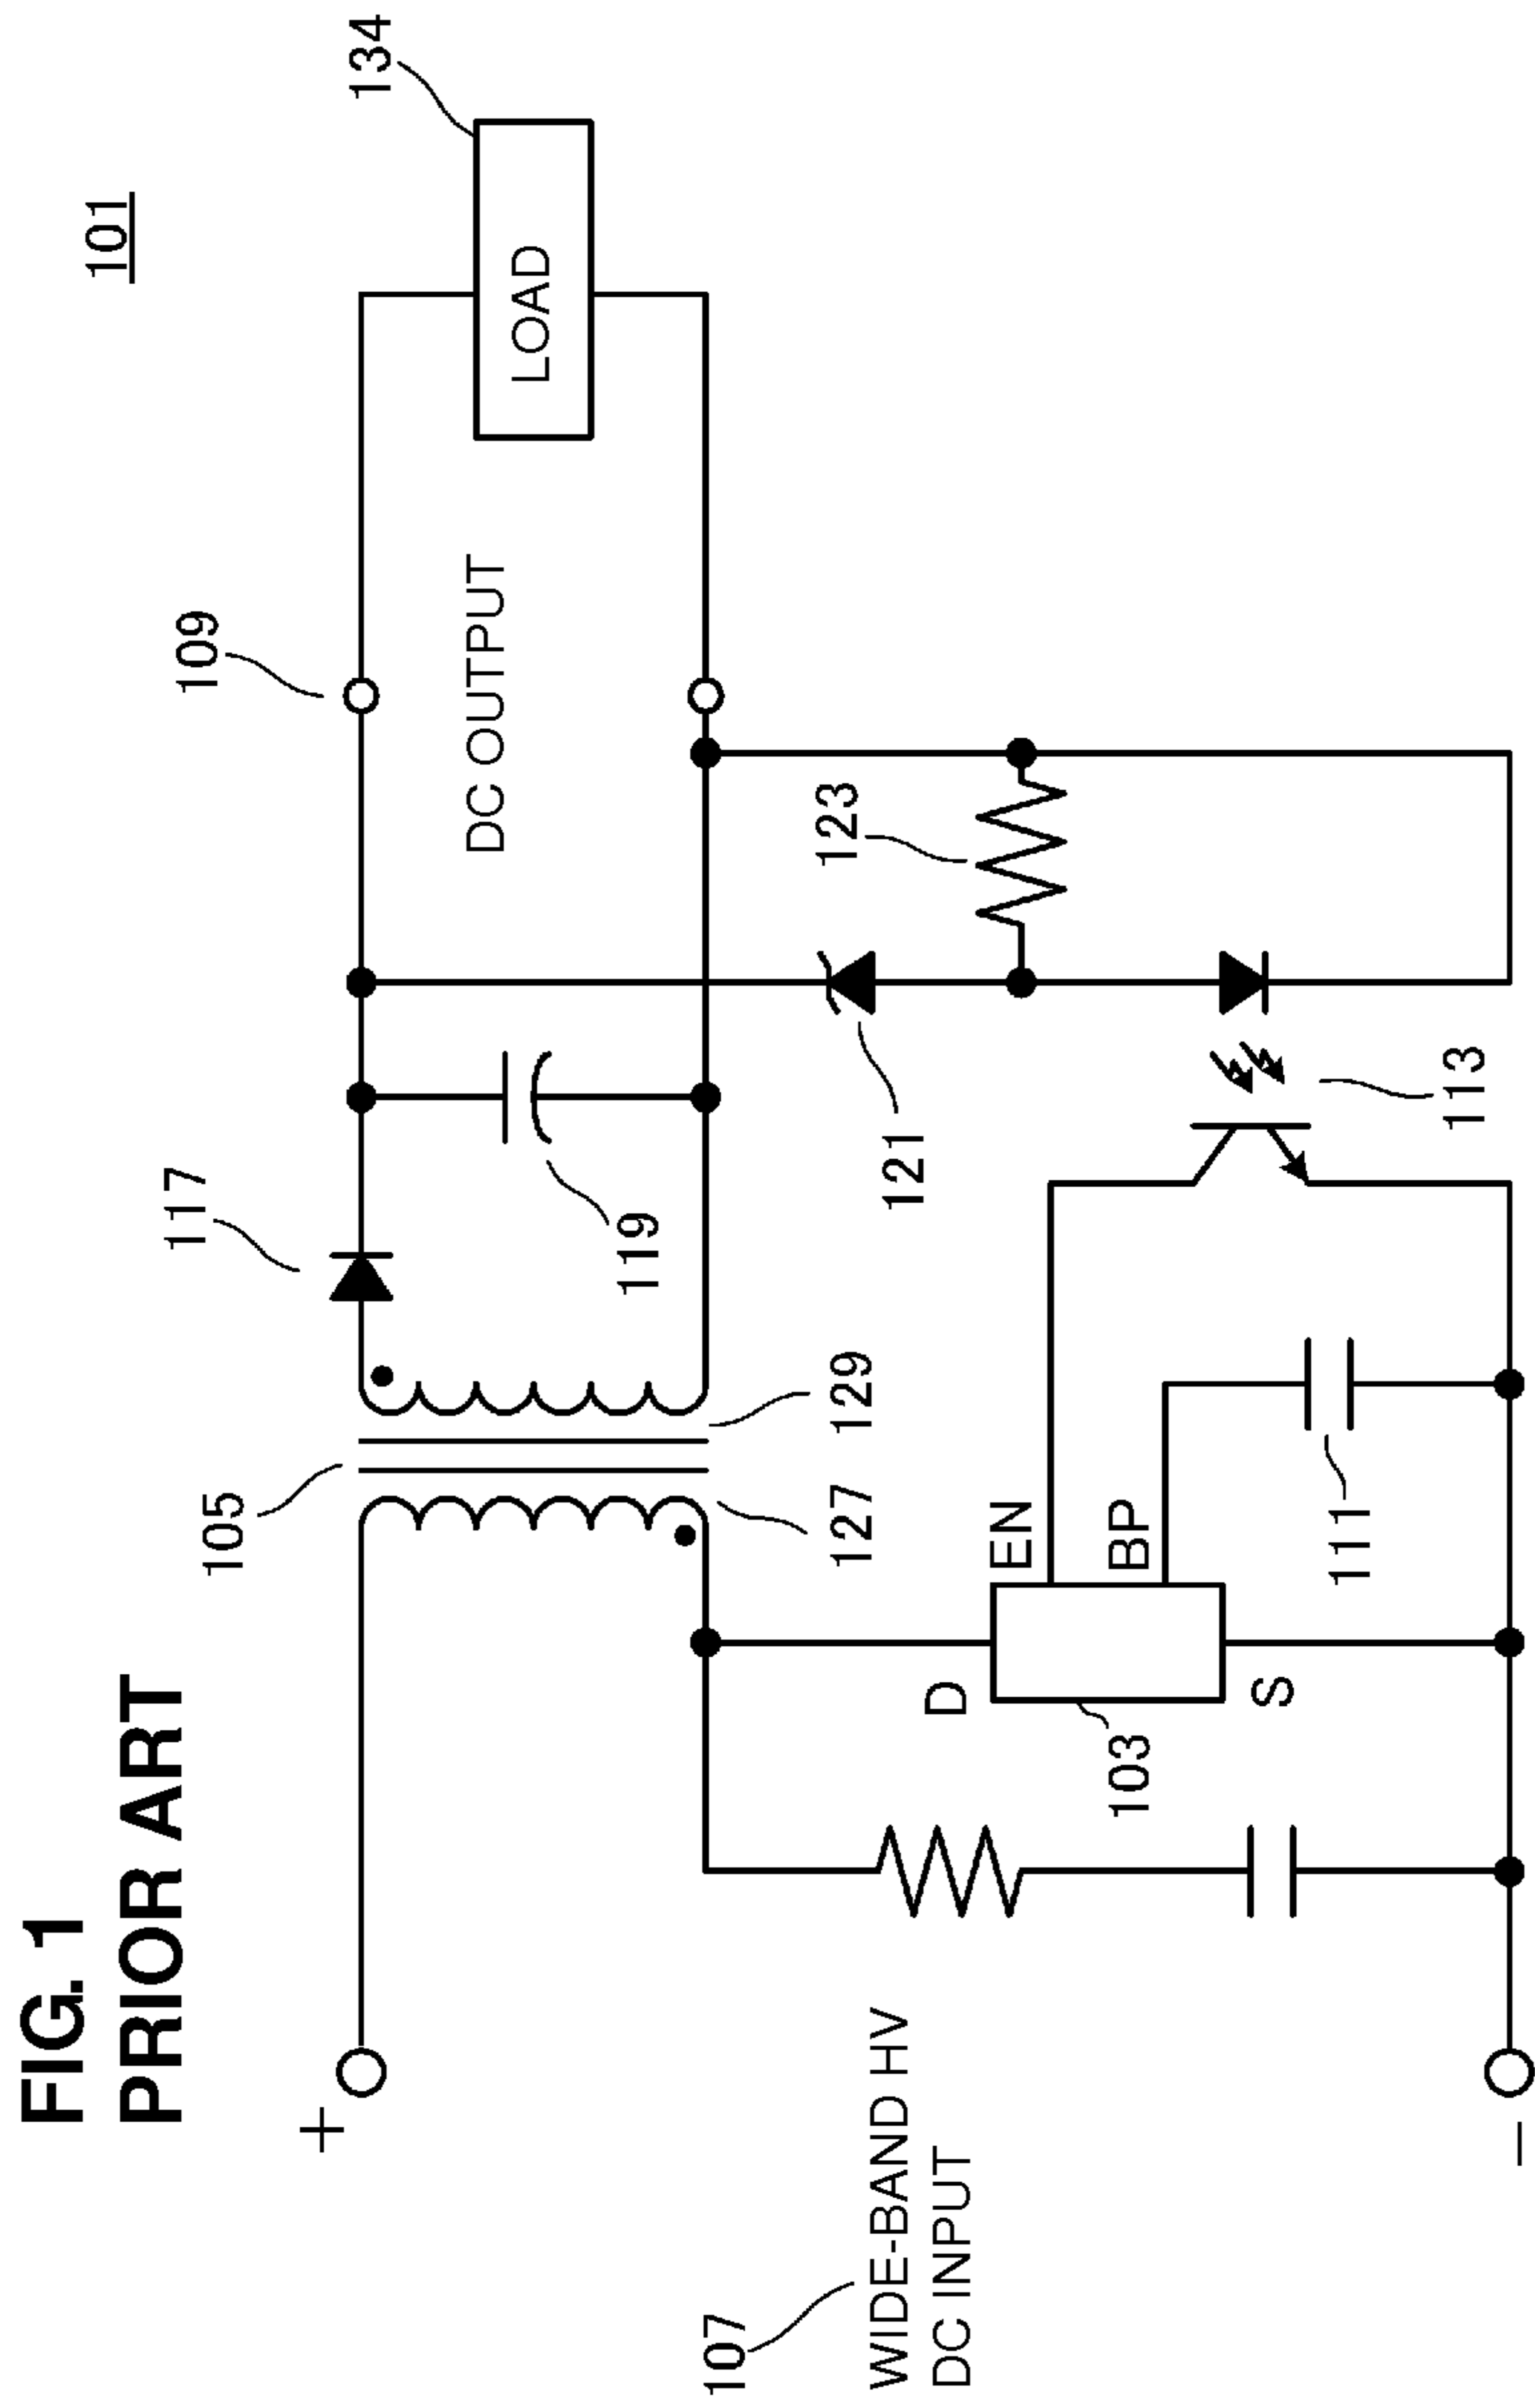 FIG. 1
PRIOR ART
101
+
107
WIDE-BAND HV
DC INPUT
−
105
127
129
117
119
109
DC OUTPUT
134
LOAD
D
EN
BP
S
103
111
121
123
113